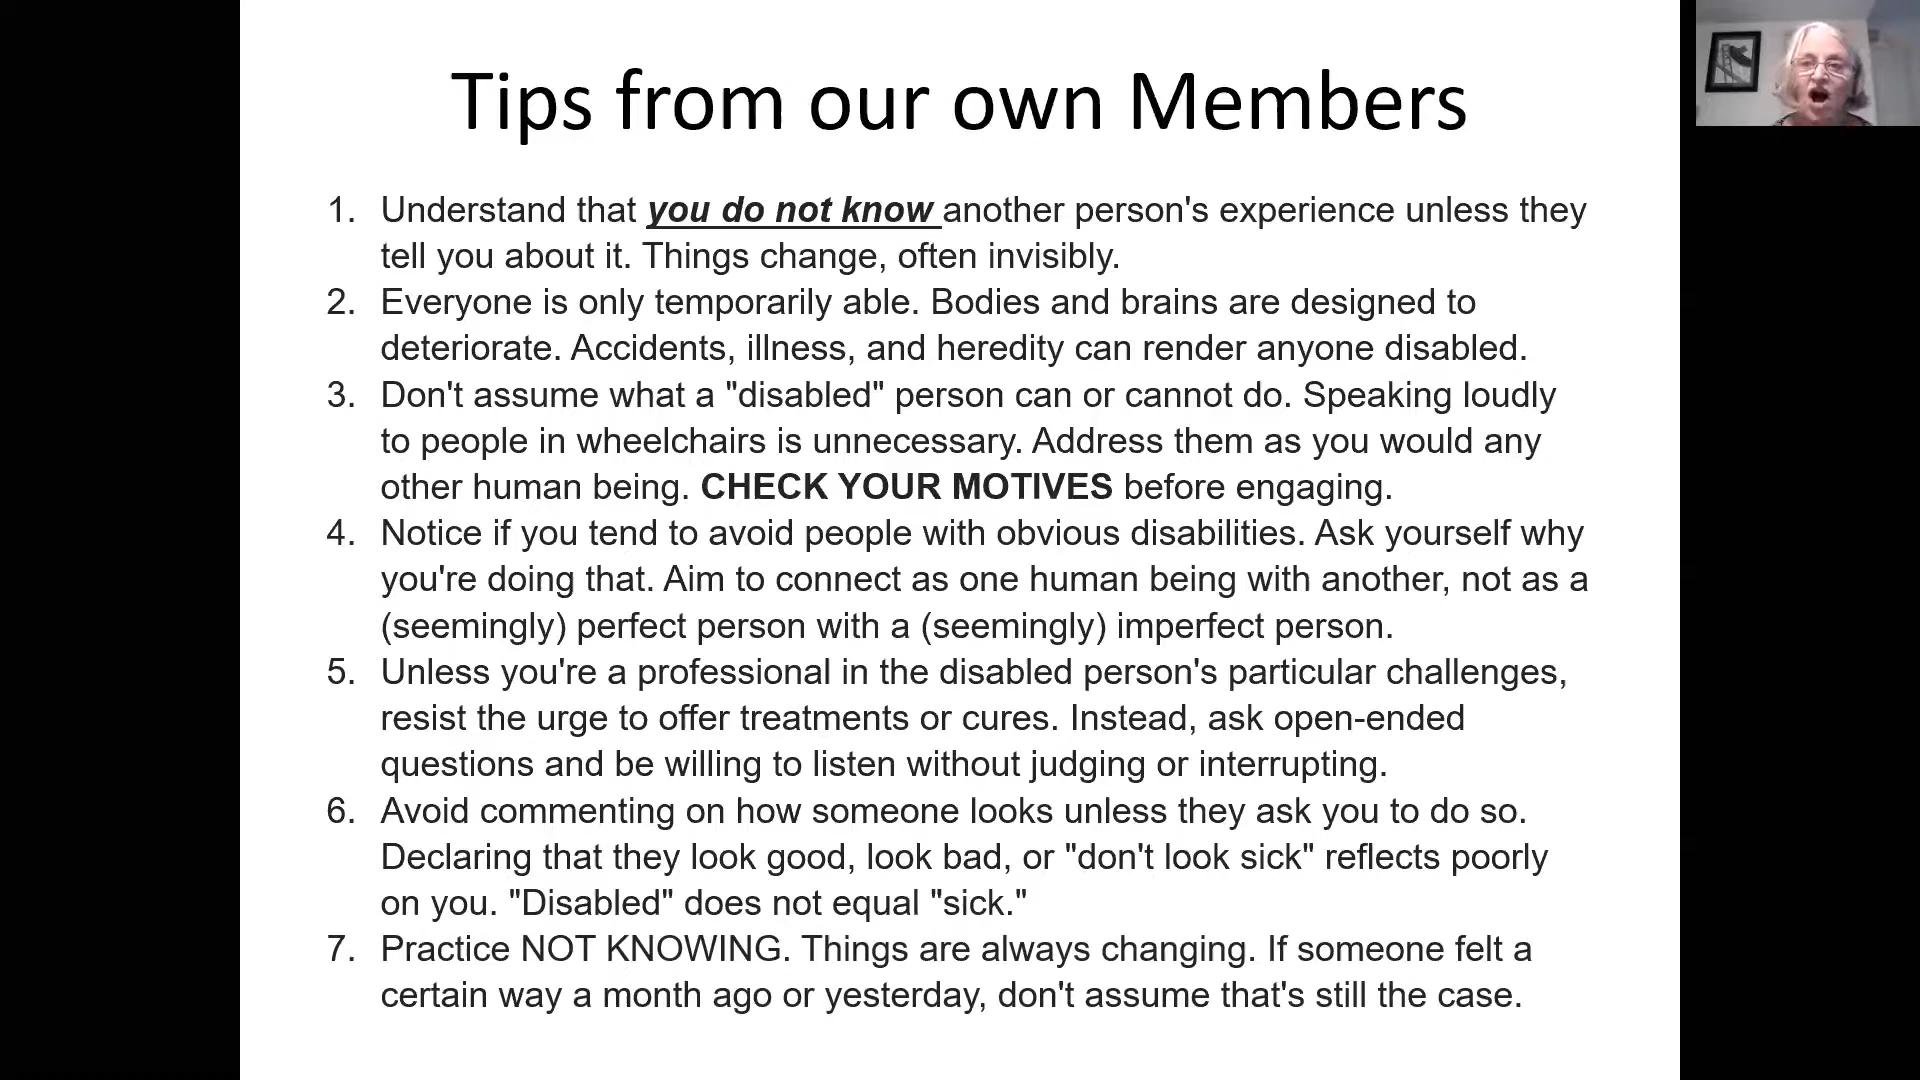 Tips from our own Members
1. Understand that you do not know another person's experience unless they
tell you about it. Things change, often invisibly.
2. Everyone is only temporarily able. Bodies and brains are designed to
deteriorate. Accidents, illness, and heredity can render anyone disabled.
3. Don't assume what a "disabled" person can or cannot do. Speaking loudly
to people in wheelchairs is unnecessary. Address them as you would any
other human being. CHECK YOUR MOTIVES before engaging.
4. Notice if you tend to avoid people with obvious disabilities. Ask yourself why
you're doing that. Aim to connect as one human being with another, not as a
(seemingly) perfect person with a (seemingly) imperfect person.
5. Unless you're a professional in the disabled person's particular challenges,
resist the urge to offer treatments or cures. Instead, ask open-ended
questions and be willing to listen without judging or interrupting.
6. Avoid commenting on how someone looks unless they ask you to do so.
Declaring that they look good, look bad, or "don't look sick" reflects poorly
on you. "Disabled" does not equal "sick."
7. Practice NOT KNOWING. Things are always changing. If someone felt a
certain way a month ago or yesterday, don't assume that's still the case.